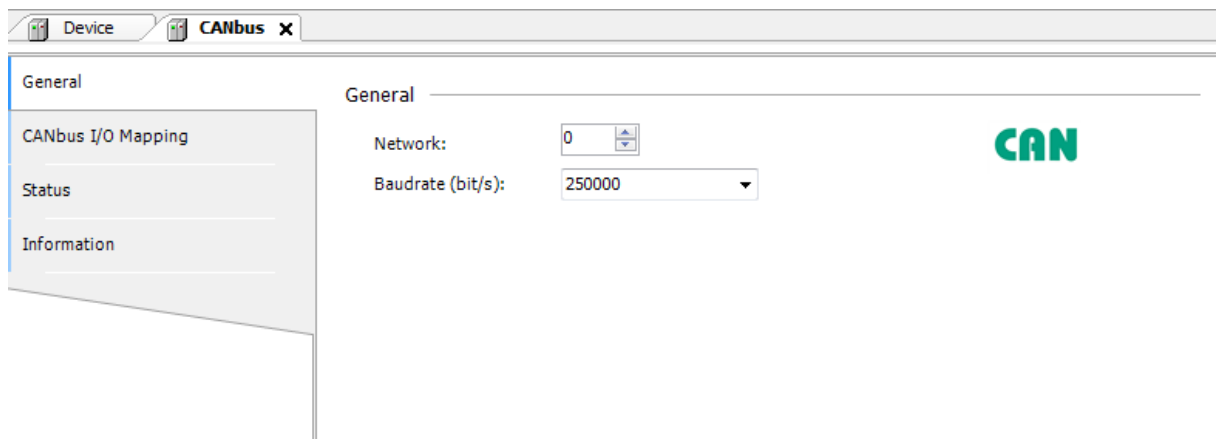 Device
CANbus
General
CANbus I/O Mapping
Status
Information
General
Network: 0
Baudrate (bit/s): 250000
CAN